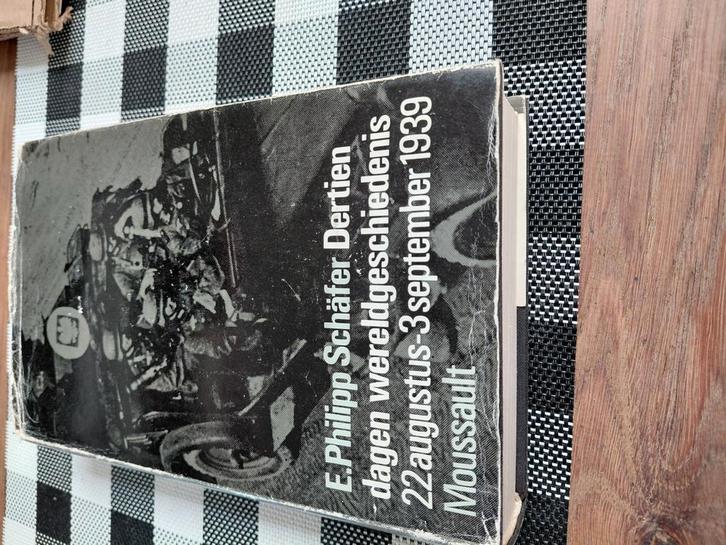 E. Philipp Schäfer Dertien
dagen wereldgeschiedenis
22 augustus-3 september 1939
Moussault